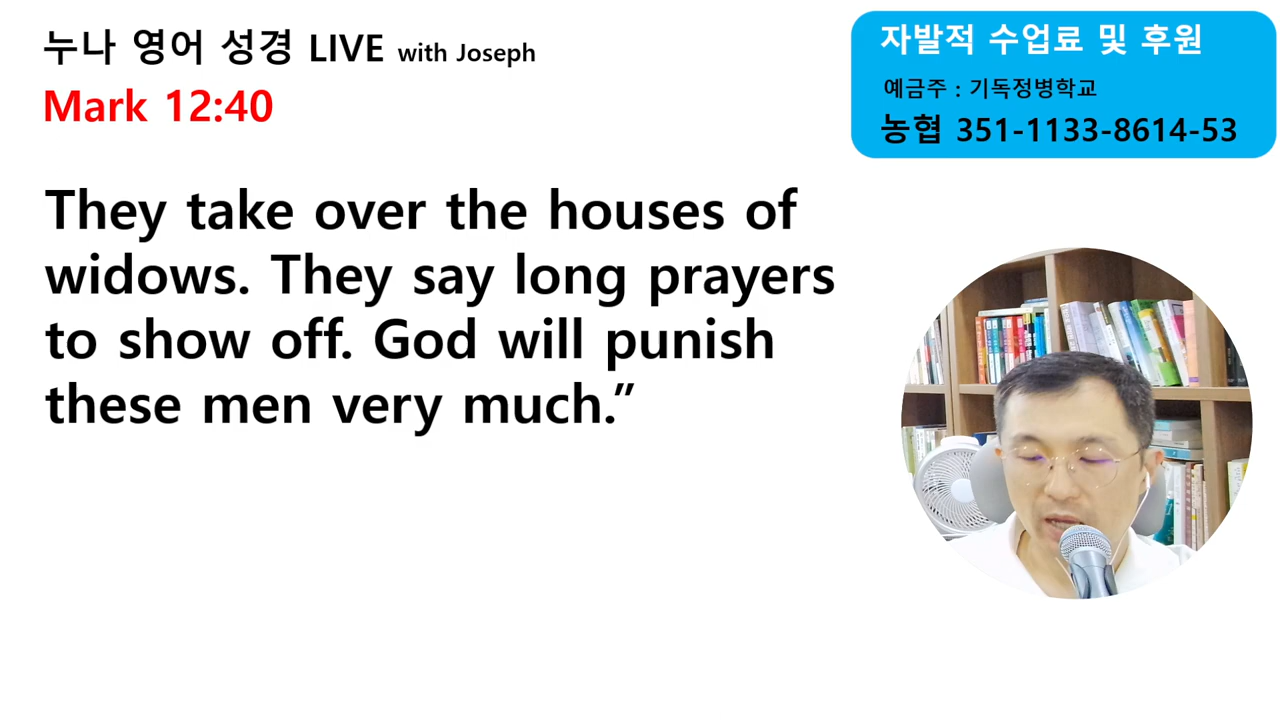 누나 영어 성경 LIVE with Joseph
Mark 12:40
자발적 수업료 및 후원
예금주 : 기독정병학교
농협 351-1133-8614-53
They take over the houses of
widows. They say long prayers
to show off. God will punish
these men very much.”